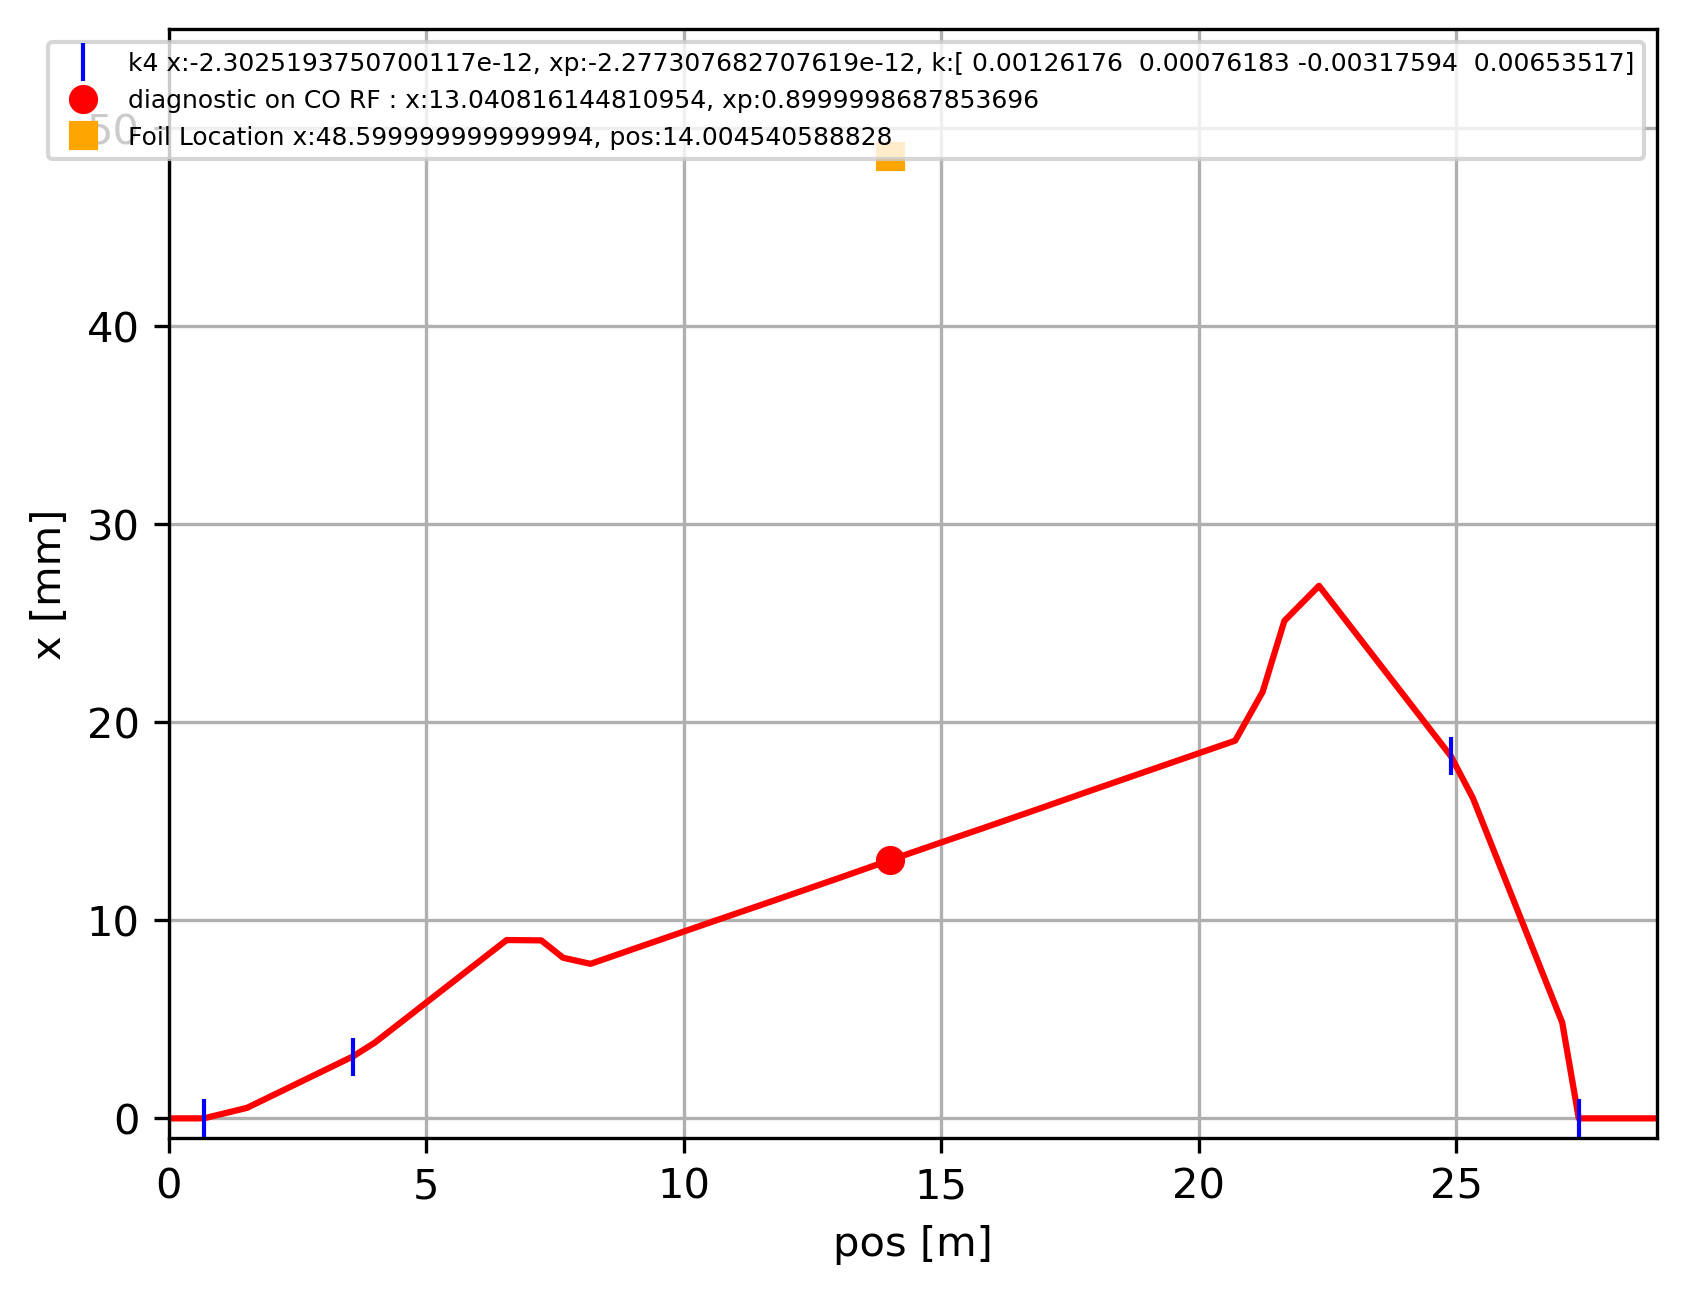 k4 x:-2.3025193750700117e-12, xp:-2.277307682707619e-12, k:[ 0.00126176  0.00076183 -0.00317594  0.00653517]
diagnostic on CO RF : x:13.040816144810954, xp:0.8999998687853696
Foil Location x:48.599999999999994, pos:14.004540588828
50
40
30
20
10
0
x [mm]
0 5 10 15 20 25
pos [m]